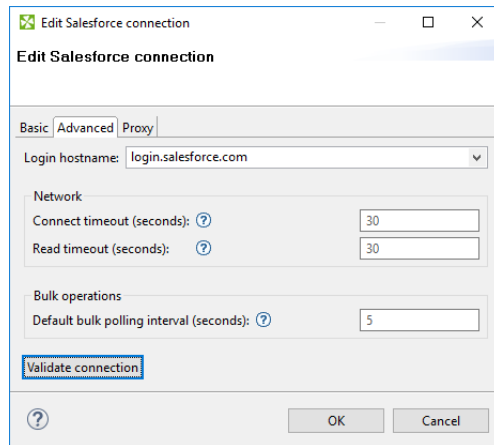 Edit Salesforce connection
Edit Salesforce connection
Basic Advanced Proxy
Login hostname: login.salesforce.com
Network
Connect timeout (seconds): ? 30
Read timeout (seconds): ? 30
Bulk operations
Default bulk polling interval (seconds): ? 5
Validate connection
? OK Cancel